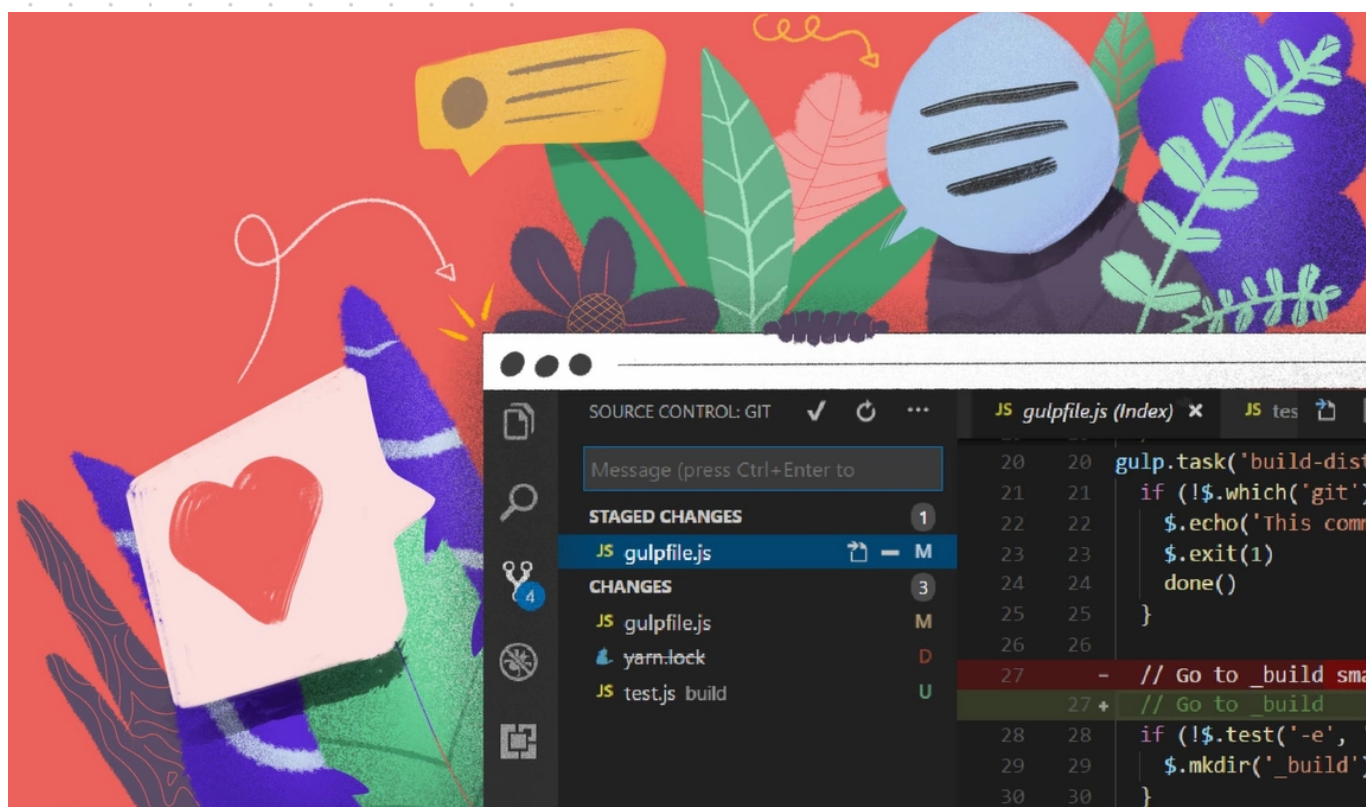 SOURCE CONTROL: GIT
Message (press Ctrl+Enter to
STAGED CHANGES 1
JS gulpfile.js M
CHANGES 3
JS gulpfile.js M
yarn.lock D
JS test.js build U
4
JS gulpfile.js (Index) JS tes
20 20 gulp.task('build-dist
21 21 if (!$.which('git')
22 22 $.echo('This comm
23 23 $.exit(1)
24 24 done()
25 25 }
26 26
27 - // Go to _build sma
27 + // Go to _build
28 28 if (!$.test('-e',
29 29 $.mkdir('_build')
30 30 }